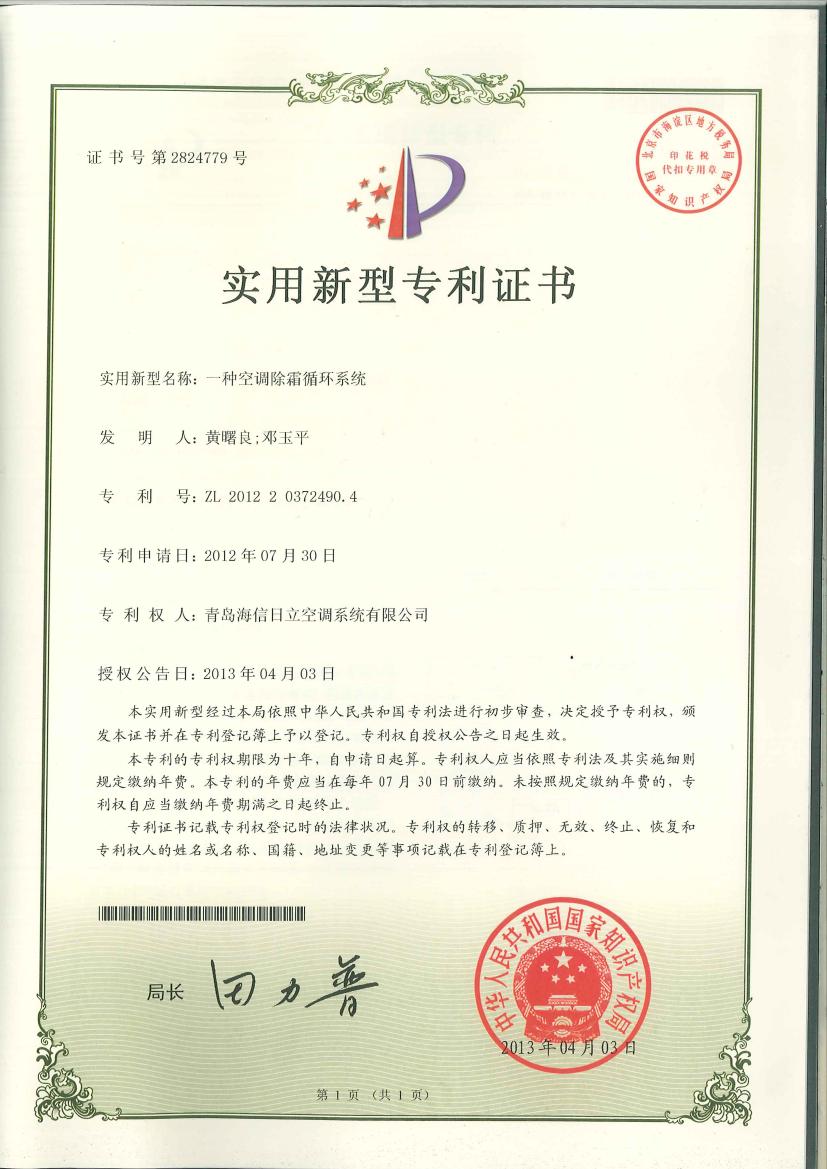 证书号第2824779号
北京市海淀区地方税务局
印花税
代扣专用章
国家知识产权局
实用新型专利证书
实用新型名称：一种空调除霜循环系统
发明人：黄曙良;邓玉平
专利号：ZL 2012 2 0372490.4
专利申请日：2012年07月30日
专利权人：青岛海信日立空调系统有限公司
授权公告日：2013年04月03日
本实用新型经过本局依照中华人民共和国专利法进行初步审查，决定授予专利权，颁
发本证书并在专利登记簿上予以登记。专利权自授权公告之日起生效。
本专利的专利权期限为十年，自申请日起算。专利权人应当依照专利法及其实施细则
规定缴纳年费。本专利的年费应当在每年07月30日前缴纳。未按照规定缴纳年费的，专
利权自应当缴纳年费期满之日起终止。
专利证书记载专利权登记时的法律状况。专利权的转移、质押、无效、终止、恢复和
专利权人的姓名或名称、国籍、地址变更等事项记载在专利登记簿上。
局长 田力普
中华人民共和国国家知识产权局
2013年04月03日
第1页（共1页）